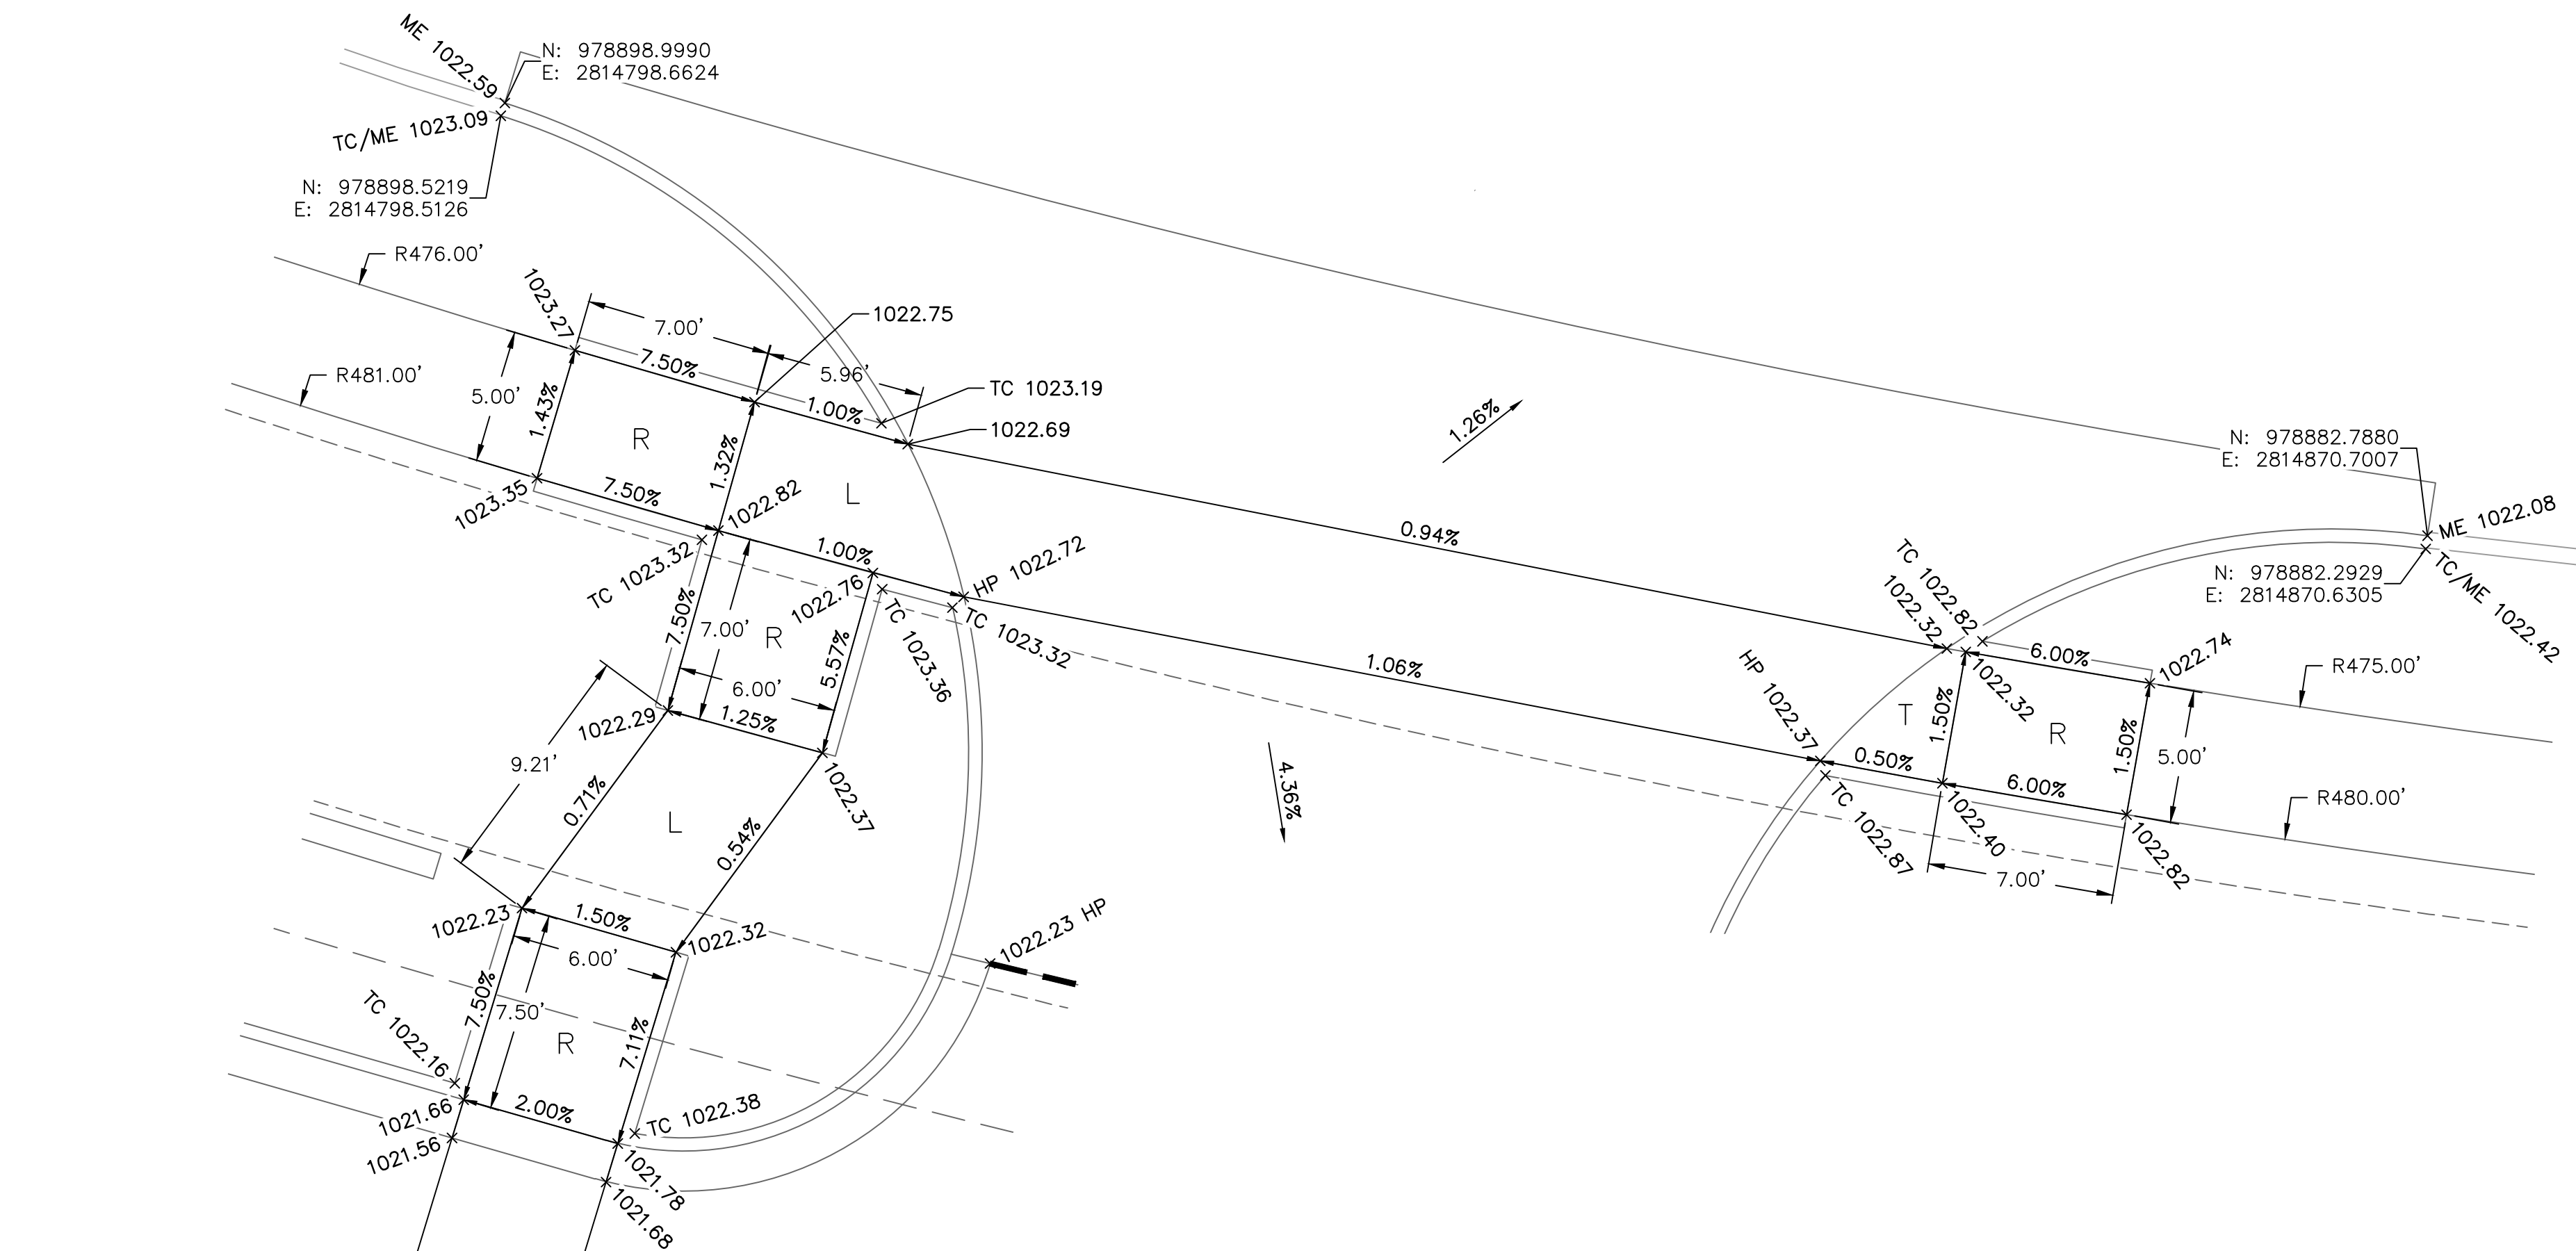 ME 1022.59
N: 978898.9990
E: 2814798.6624
TC/ME 1023.09
N: 978898.5219
E: 2814798.5126
R476.00'
1023.27
7.00'
1022.75
7.50%
5.96'
R481.00'
5.00'
1.43%
1.00%
TC 1023.19
1022.69
1.26%
N: 978882.7880
E: 2814870.7007
R
1.32%
L
7.50%
1023.35
1022.82
ME 1022.08
TC 1023.32
1.00%
HP 1022.72
0.94%
TC 1022.82
1022.32
N: 978882.2929
E: 2814870.6305
TC/ME 1022.42
1022.76
7.50%
7.00'
R
TC 1023.36
TC 1023.32
5.57%
6.00'
1.06%
HP 1022.37
6.00%
1022.74
R475.00'
1022.32
T
1.50%
R
1.50%
5.00'
1022.29
1.25%
9.21'
0.71%
1022.37
4.36%
0.50%
6.00%
R480.00'
L
0.54%
TC 1022.87
1022.40
1022.82
7.00'
1022.23
1.50%
6.00'
1022.32
1022.23 HP
7.50%
7.50'
TC 1022.16
R
7.11%
2.00%
TC 1022.38
1021.66
1021.56
1021.78
1021.68